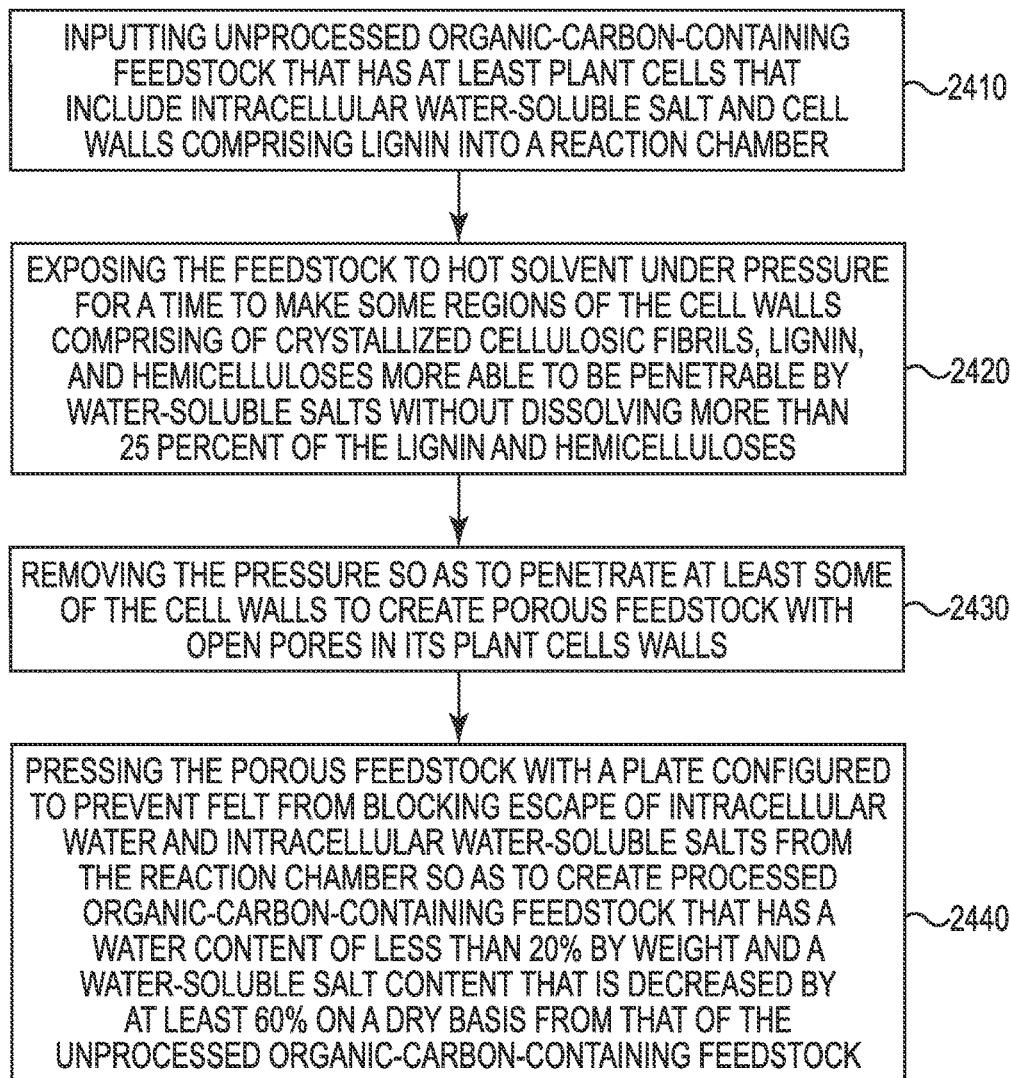 INPUTTING UNPROCESSED ORGANIC-CARBON-CONTAINING
FEEDSTOCK THAT HAS AT LEAST PLANT CELLS THAT
INCLUDE INTRACELLULAR WATER-SOLUBLE SALT AND CELL
WALLS COMPRISING LIGNIN INTO A REACTION CHAMBER
2410
EXPOSING THE FEEDSTOCK TO HOT SOLVENT UNDER PRESSURE
FOR A TIME TO MAKE SOME REGIONS OF THE CELL WALLS
COMPRISING OF CRYSTALLIZED CELLULOSIC FIBRILS, LIGNIN,
AND HEMICELLULOSES MORE ABLE TO BE PENETRABLE BY
WATER-SOLUBLE SALTS WITHOUT DISSOLVING MORE THAN
25 PERCENT OF THE LIGNIN AND HEMICELLULOSES
2420
REMOVING THE PRESSURE SO AS TO PENETRATE AT LEAST SOME
OF THE CELL WALLS TO CREATE POROUS FEEDSTOCK WITH
OPEN PORES IN ITS PLANT CELLS WALLS
2430
PRESSING THE POROUS FEEDSTOCK WITH A PLATE CONFIGURED
TO PREVENT FELT FROM BLOCKING ESCAPE OF INTRACELLULAR
WATER AND INTRACELLULAR WATER-SOLUBLE SALTS FROM
THE REACTION CHAMBER SO AS TO CREATE PROCESSED
ORGANIC-CARBON-CONTAINING FEEDSTOCK THAT HAS A
WATER CONTENT OF LESS THAN 20% BY WEIGHT AND A
WATER-SOLUBLE SALT CONTENT THAT IS DECREASED BY
AT LEAST 60% ON A DRY BASIS FROM THAT OF THE
UNPROCESSED ORGANIC-CARBON-CONTAINING FEEDSTOCK
2440